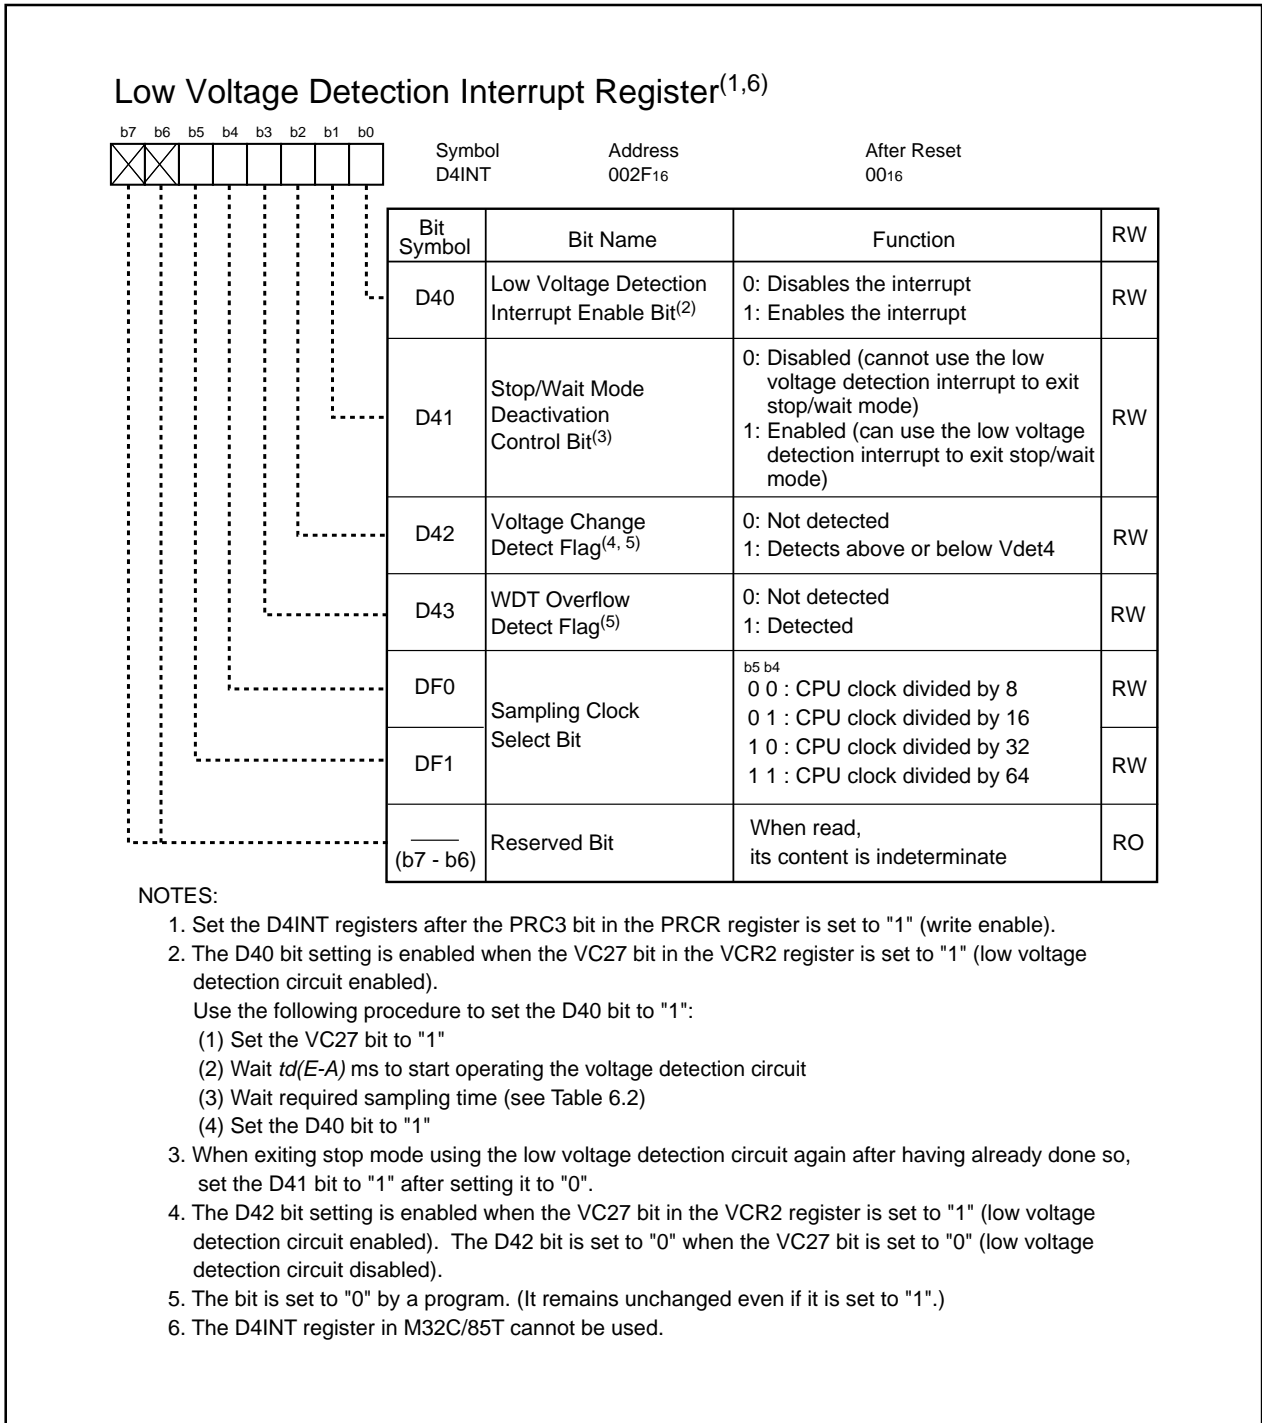 Low Voltage Detection Interrupt Register(1,6)
b7 b6 b5 b4 b3 b2 b1 b0
Symbol Address After Reset
D4INT 002F16 0016
Bit Symbol Bit Name Function RW
D40
Low Voltage Detection
Interrupt Enable Bit(2)
0: Disables the interrupt
1: Enables the interrupt
RW
D41
Stop/Wait Mode
Deactivation
Control Bit(3)
0: Disabled (cannot use the low
voltage detection interrupt to exit
stop/wait mode)
1: Enabled (can use the low voltage
detection interrupt to exit stop/wait
mode)
RW
D42
Voltage Change
Detect Flag(4, 5)
0: Not detected
1: Detects above or below Vdet4
RW
D43
WDT Overflow
Detect Flag(5)
0: Not detected
1: Detected
RW
DF0
DF1
Sampling Clock
Select Bit
b5 b4
0 0 : CPU clock divided by 8
0 1 : CPU clock divided by 16
1 0 : CPU clock divided by 32
1 1 : CPU clock divided by 64
RW
RW
(b7 - b6)
Reserved Bit
When read,
its content is indeterminate
RO
NOTES:
1. Set the D4INT registers after the PRC3 bit in the PRCR register is set to "1" (write enable).
2. The D40 bit setting is enabled when the VC27 bit in the VCR2 register is set to "1" (low voltage
detection circuit enabled).
Use the following procedure to set the D40 bit to "1":
(1) Set the VC27 bit to "1"
(2) Wait td(E-A) ms to start operating the voltage detection circuit
(3) Wait required sampling time (see Table 6.2)
(4) Set the D40 bit to "1"
3. When exiting stop mode using the low voltage detection circuit again after having already done so,
set the D41 bit to "1" after setting it to "0".
4. The D42 bit setting is enabled when the VC27 bit in the VCR2 register is set to "1" (low voltage
detection circuit enabled). The D42 bit is set to "0" when the VC27 bit is set to "0" (low voltage
detection circuit disabled).
5. The bit is set to "0" by a program. (It remains unchanged even if it is set to "1".)
6. The D4INT register in M32C/85T cannot be used.